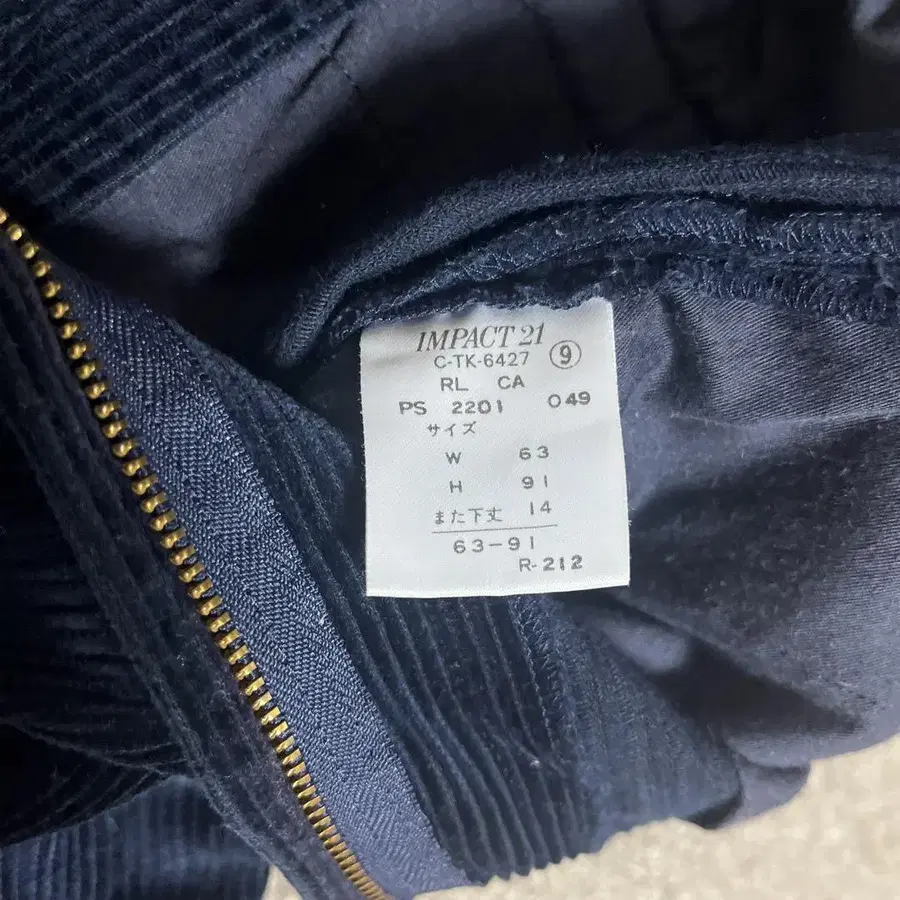 IMPACT 21
C-TK-6427 ⑨
RL CA
PS 2201 049
サイズ
W 63
H 91
また下丈 14
63-91
R-212